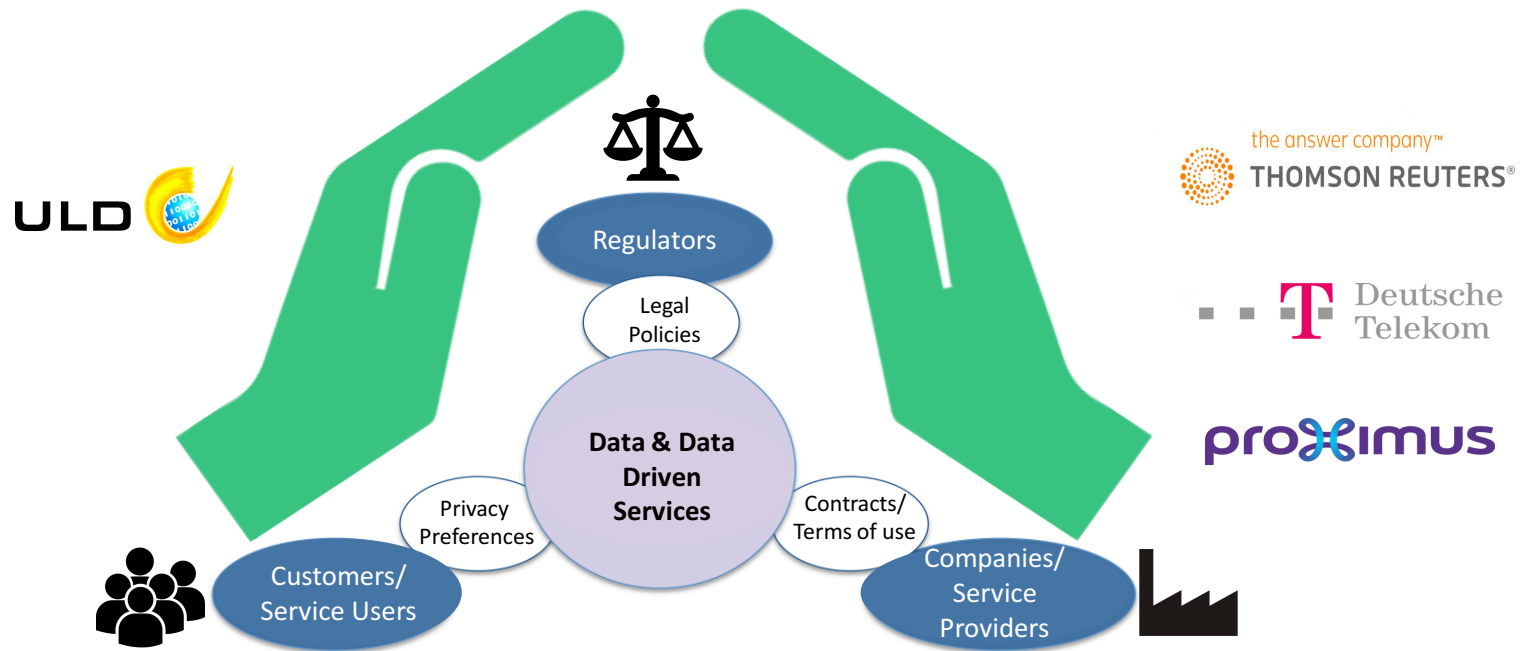 the answer company™
THOMSON REUTERS®
ULD
Regulators
Legal
Policies
Deutsche
Telekom
T
proximus
Data & Data
Driven
Services
Privacy
Preferences
Contracts/
Terms of use
Customers/
Service Users
Companies/
Service
Providers